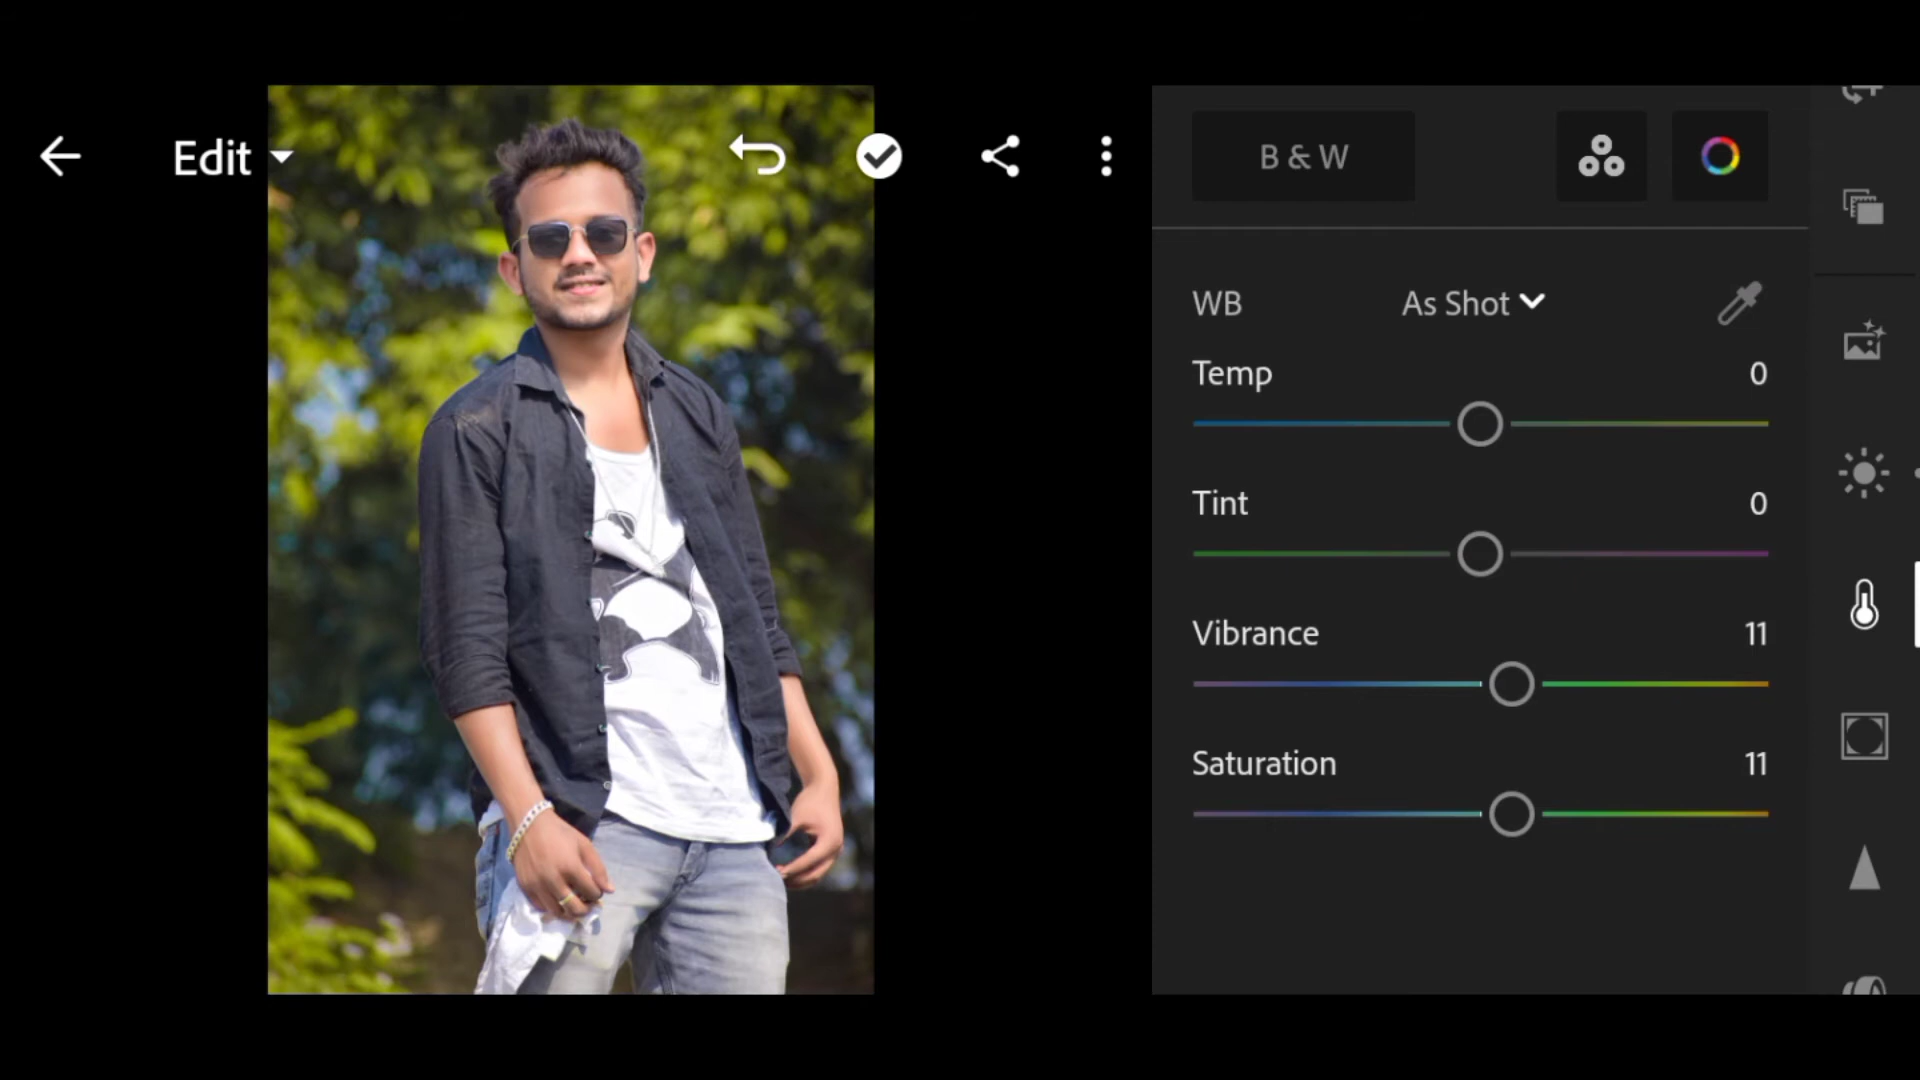 Edit
B & W
WB As Shot
Temp 0
Tint 0
Vibrance 11
Saturation 11